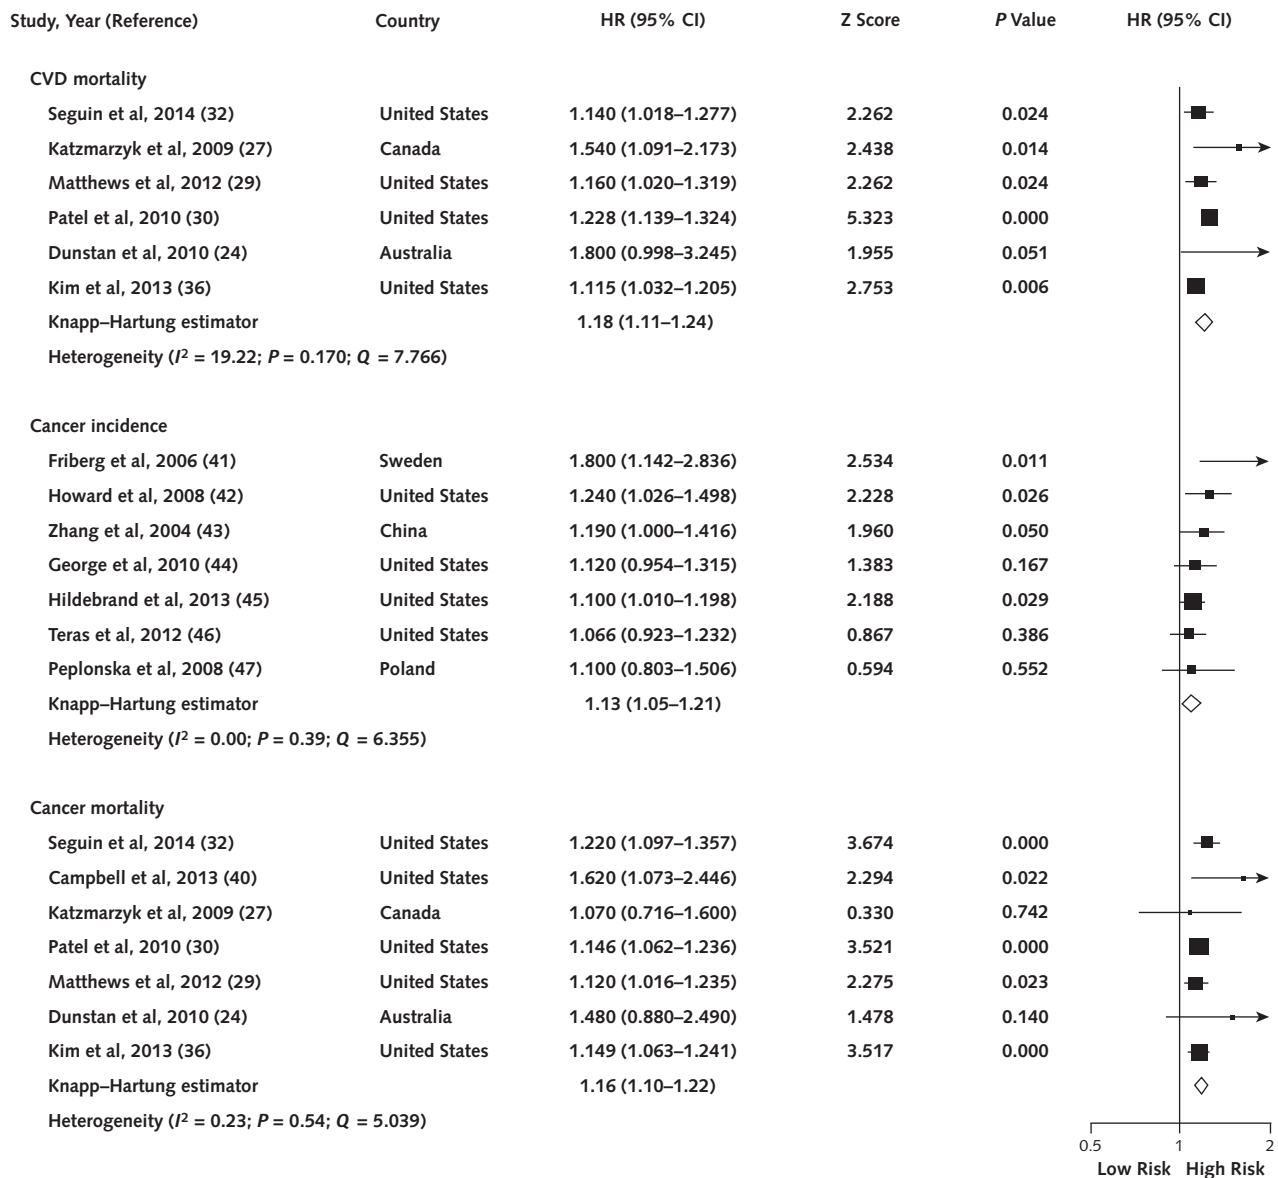 Study, Year (Reference) Country HR (95% CI) Z Score P Value HR (95% CI)
CVD mortality
Seguin et al, 2014 (32) United States 1.140 (1.018–1.277) 2.262 0.024
Katzmarzyk et al, 2009 (27) Canada 1.540 (1.091–2.173) 2.438 0.014
Matthews et al, 2012 (29) United States 1.160 (1.020–1.319) 2.262 0.024
Patel et al, 2010 (30) United States 1.228 (1.139–1.324) 5.323 0.000
Dunstan et al, 2010 (24) Australia 1.800 (0.998–3.245) 1.955 0.051
Kim et al, 2013 (36) United States 1.115 (1.032–1.205) 2.753 0.006
Knapp–Hartung estimator 1.18 (1.11–1.24)
Heterogeneity (I² = 19.22; P = 0.170; Q = 7.766)
Cancer incidence
Friberg et al, 2006 (41) Sweden 1.800 (1.142–2.836) 2.534 0.011
Howard et al, 2008 (42) United States 1.240 (1.026–1.498) 2.228 0.026
Zhang et al, 2004 (43) China 1.190 (1.000–1.416) 1.960 0.050
George et al, 2010 (44) United States 1.120 (0.954–1.315) 1.383 0.167
Hildebrand et al, 2013 (45) United States 1.100 (1.010–1.198) 2.188 0.029
Teras et al, 2012 (46) United States 1.066 (0.923–1.232) 0.867 0.386
Peplonska et al, 2008 (47) Poland 1.100 (0.803–1.506) 0.594 0.552
Knapp–Hartung estimator 1.13 (1.05–1.21)
Heterogeneity (I² = 0.00; P = 0.39; Q = 6.355)
Cancer mortality
Seguin et al, 2014 (32) United States 1.220 (1.097–1.357) 3.674 0.000
Campbell et al, 2013 (40) United States 1.620 (1.073–2.446) 2.294 0.022
Katzmarzyk et al, 2009 (27) Canada 1.070 (0.716–1.600) 0.330 0.742
Patel et al, 2010 (30) United States 1.146 (1.062–1.236) 3.521 0.000
Matthews et al, 2012 (29) United States 1.120 (1.016–1.235) 2.275 0.023
Dunstan et al, 2010 (24) Australia 1.480 (0.880–2.490) 1.478 0.140
Kim et al, 2013 (36) United States 1.149 (1.063–1.241) 3.517 0.000
Knapp–Hartung estimator 1.16 (1.10–1.22)
Heterogeneity (I² = 0.23; P = 0.54; Q = 5.039)
0.5 1 2
Low Risk High Risk